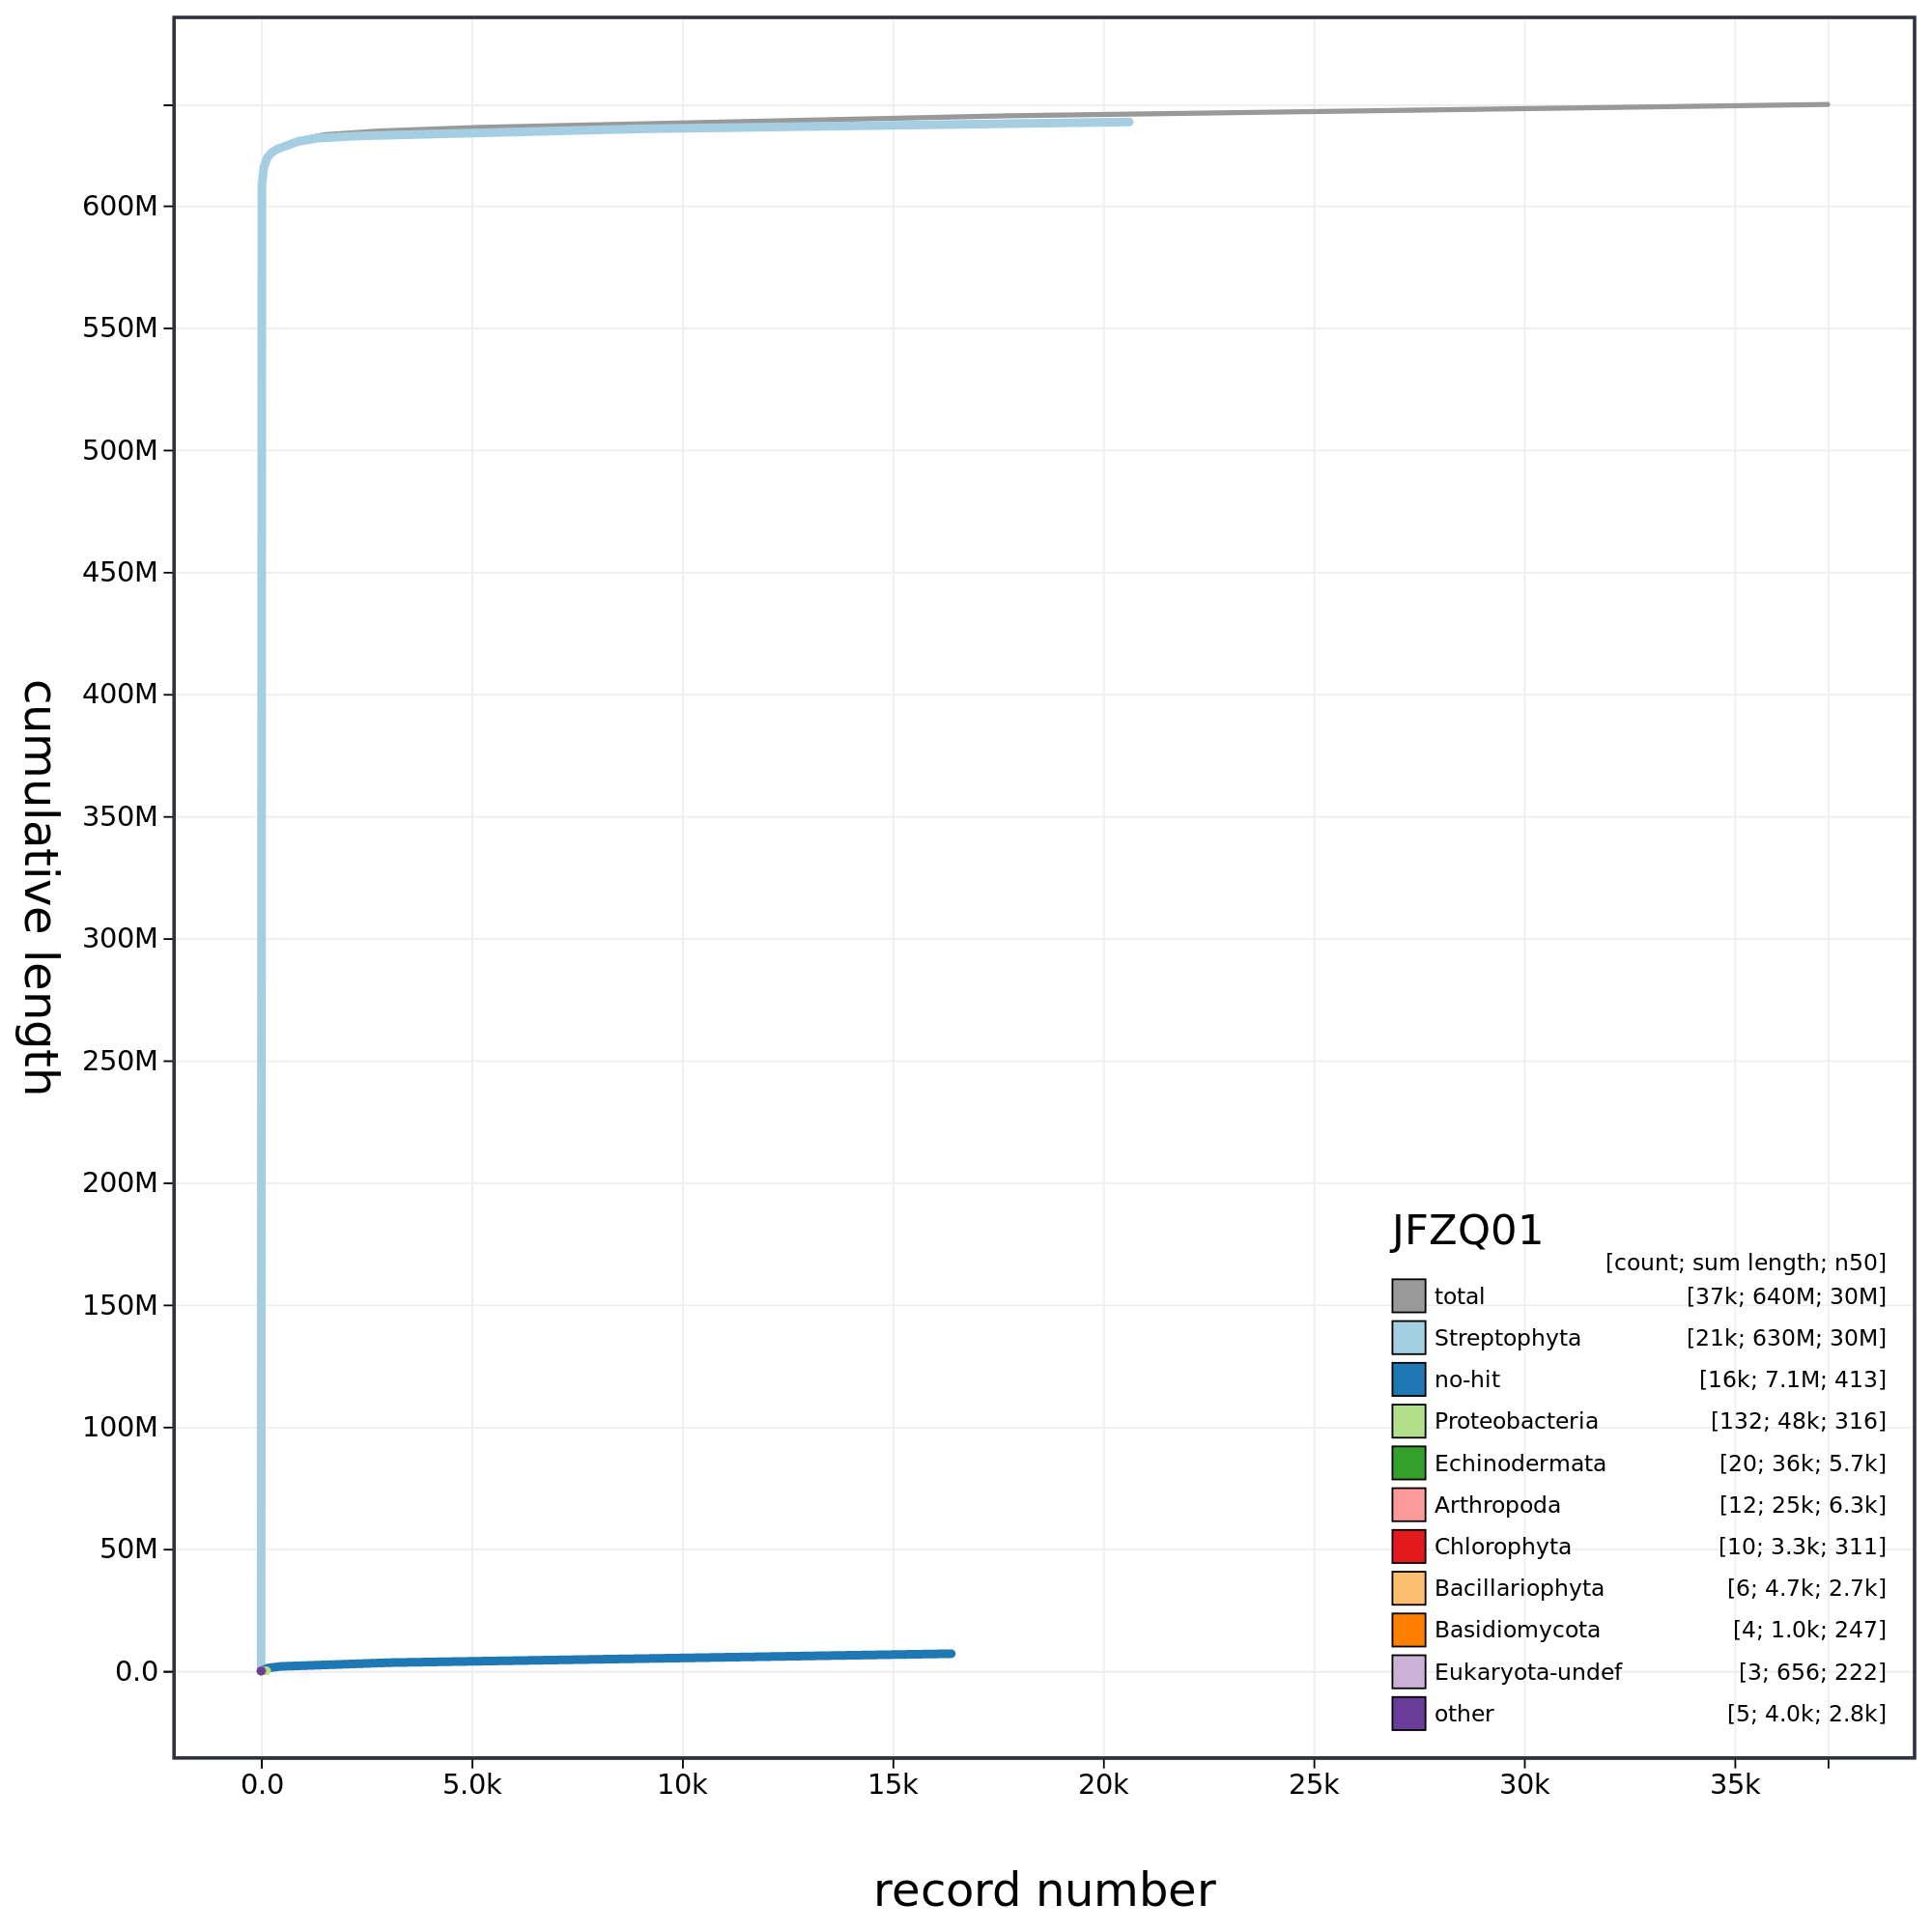 600M
550M
500M
450M
400M
350M
300M
250M
200M
150M
100M
50M
0.0
cumulative length
JFZQ01
[count; sum length; n50]
total [37k; 640M; 30M]
Streptophyta [21k; 630M; 30M]
no-hit [16k; 7.1M; 413]
Proteobacteria [132; 48k; 316]
Echinodermata [20; 36k; 5.7k]
Arthropoda [12; 25k; 6.3k]
Chlorophyta [10; 3.3k; 311]
Bacillariophyta [6; 4.7k; 2.7k]
Basidiomycota [4; 1.0k; 247]
Eukaryota-undef [3; 656; 222]
other [5; 4.0k; 2.8k]
0.0 5.0k 10k 15k 20k 25k 30k 35k
record number